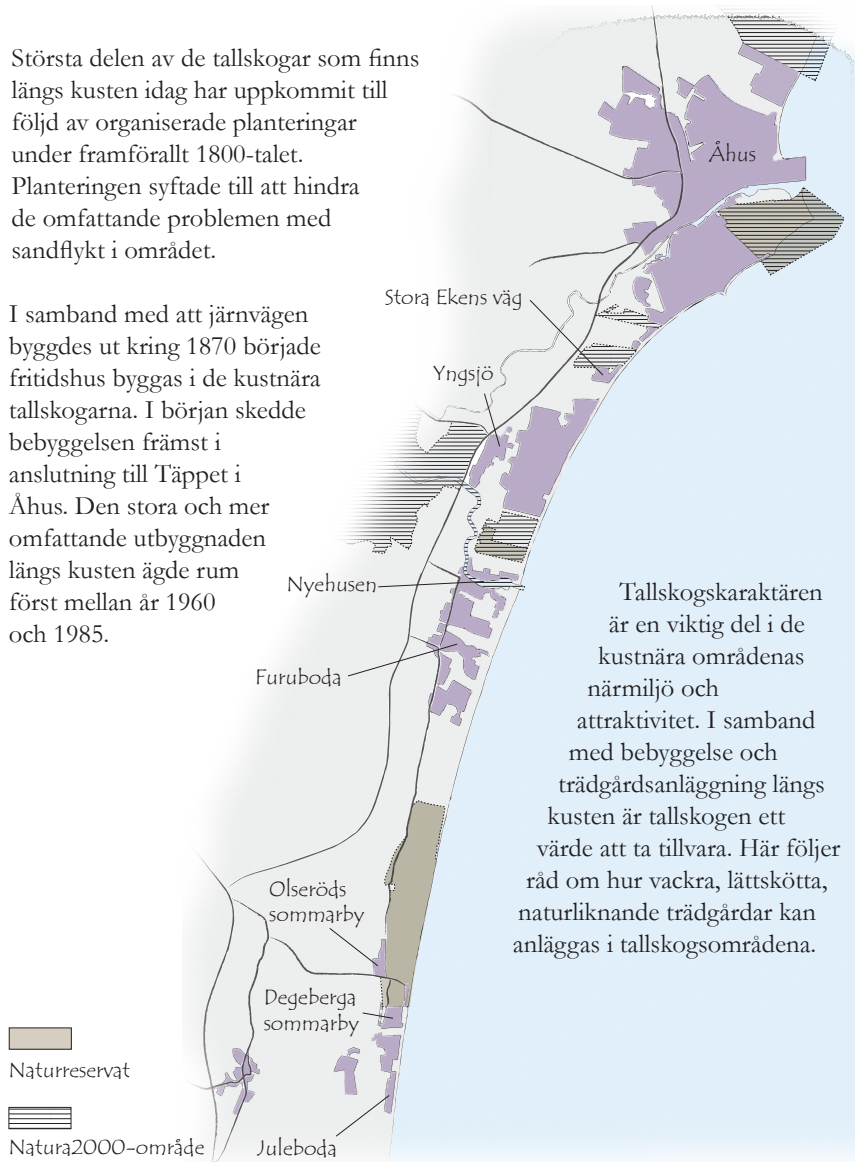 Största delen av de tallskogar som finns
längs kusten idag har uppkommit till
följd av organiserade planteringar
under framförallt 1800-talet.
Planteringen syftade till att hindra
de omfattande problemen med
sandflykt i området.
I samband med att järnvägen
byggdes ut kring 1870 började
fritidshus byggas i de kustnära
tallskogarna. I början skedde
bebyggelsen främst i
anslutning till Täppet i
Åhus. Den stora och mer
omfattande utbyggnaden
längs kusten ägde rum
först mellan år 1960
och 1985.
Åhus
Stora Ekens väg
Yngsjö
Nyehusen
Furuboda
Tallskogskaraktären
är en viktig del i de
kustnära områdenas
närmiljö och
attraktivitet. I samband
med bebyggelse och
trädgårdsanläggning längs
kusten är tallskogen ett
värde att ta tillvara. Här följer
råd om hur vackra, lättskötta,
naturliknande trädgårdar kan
anläggas i tallskogsområdena.
Olseröds
sommarby
Degeberga
sommarby
Juleboda
Naturreservat
Natura2000-område